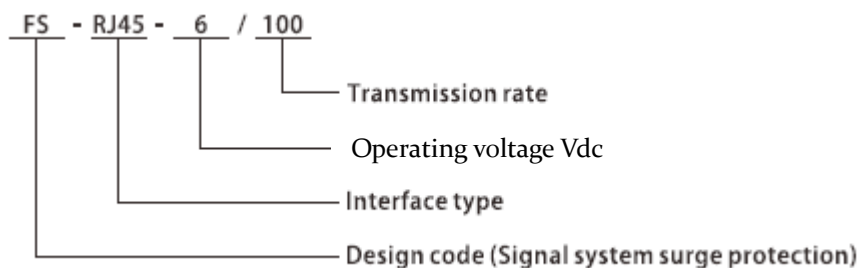 FS - RJ45 - 6 / 100
Transmission rate
Operating voltage Vdc
Interface type
Design code (Signal system surge protection)